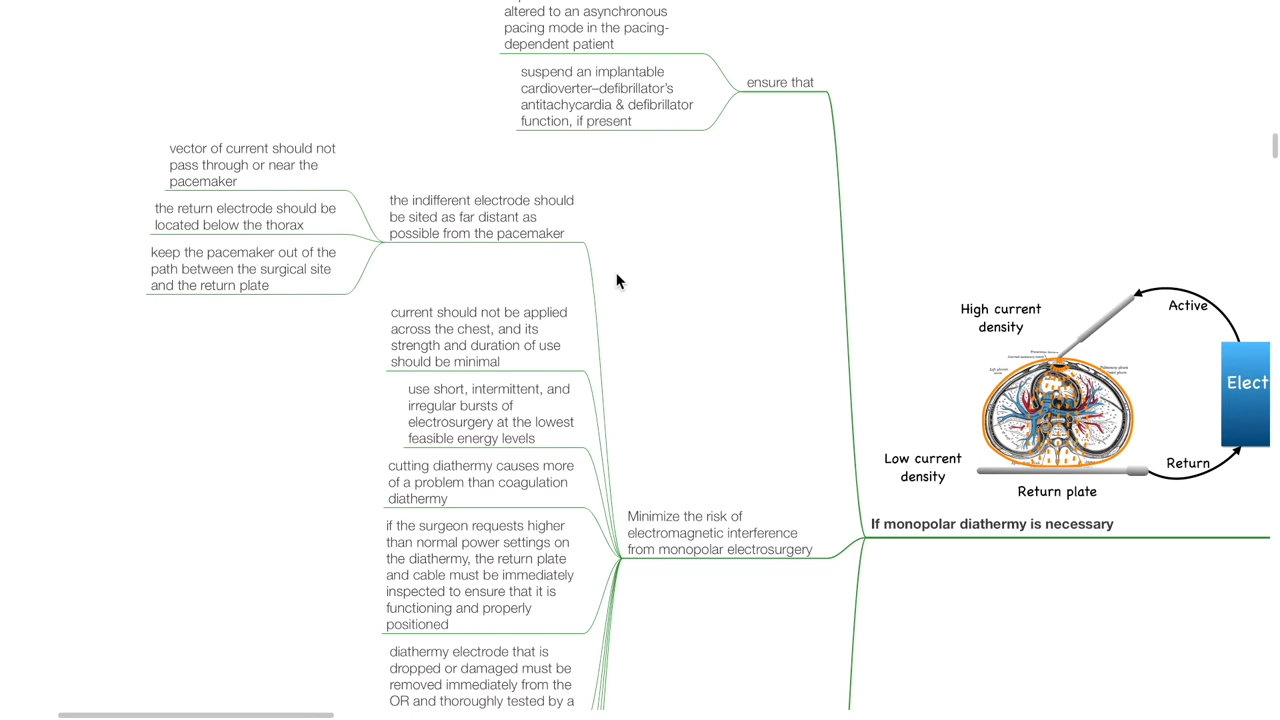 altered to an asynchronous
pacing mode in the pacing-
dependent patient
suspend an implantable
cardioverter–defibrillator’s
antitachycardia & defibrillator
function, if present
ensure that
vector of current should not
pass through or near the
pacemaker
the return electrode should be
located below the thorax
keep the pacemaker out of the
path between the surgical site
and the return plate
the indifferent electrode should
be sited as far distant as
possible from the pacemaker
current should not be applied
across the chest, and its
strength and duration of use
should be minimal
use short, intermittent, and
irregular bursts of
electrosurgery at the lowest
feasible energy levels
cutting diathermy causes more
of a problem than coagulation
diathermy
if the surgeon requests higher
than normal power settings on
the diathermy, the return plate
and cable must be immediately
inspected to ensure that it is
functioning and properly
positioned
diathermy electrode that is
dropped or damaged must be
removed immediately from the
OR and thoroughly tested by a
Minimize the risk of
electromagnetic interference
from monopolar electrosurgery
High current
density
Active
Elect
Low current
density
Return
Return plate
If monopolar diathermy is necessary